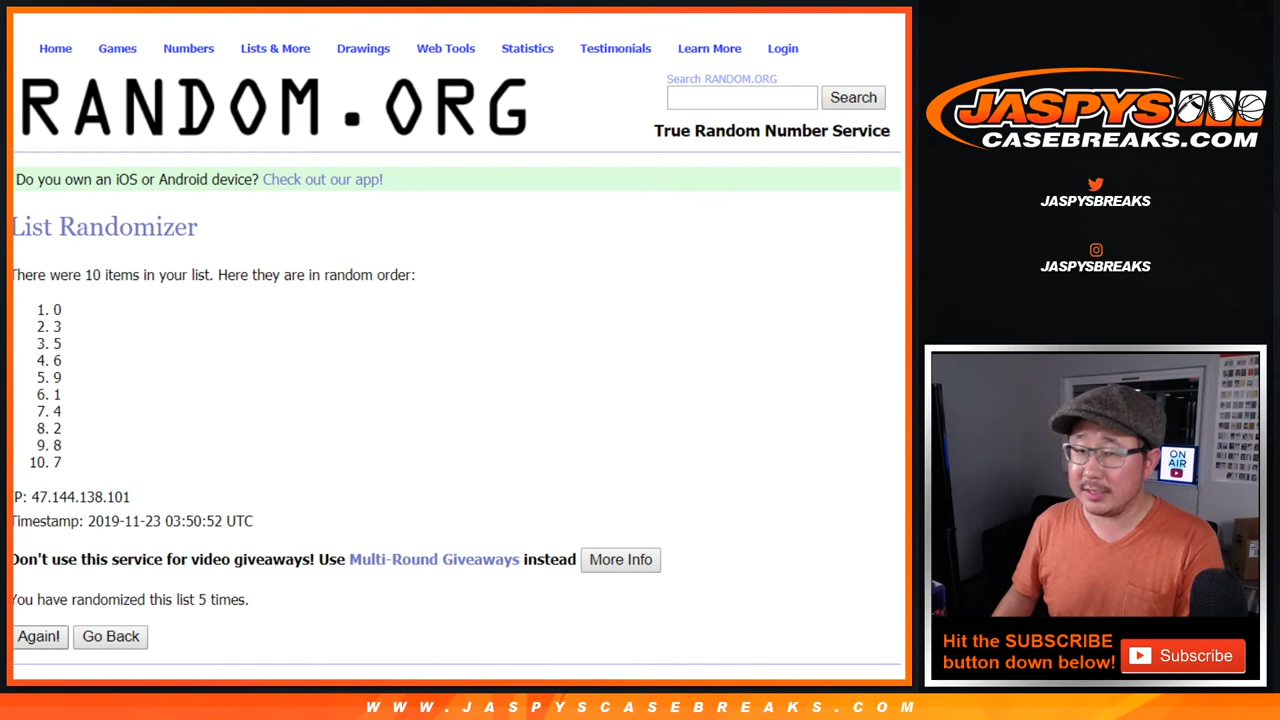 Home Games Numbers Lists & More Drawings Web Tools Statistics Testimonials Learn More Login
RANDOM.ORG
Search RANDOM.ORG
Search
True Random Number Service
Do you own an iOS or Android device? Check out our app!
List Randomizer
There were 10 items in your list. Here they are in random order:
1. 0
2. 3
3. 5
4. 6
5. 9
6. 1
7. 4
8. 2
9. 8
10. 7
IP: 47.144.138.101
Timestamp: 2019-11-23 03:50:52 UTC
Don't use this service for video giveaways! Use Multi-Round Giveaways instead More Info
You have randomized this list 5 times.
Again! Go Back
JASPYS
CASEBREAKS.COM
JASPYSBREAKS
JASPYSBREAKS
ON
AIR
Hit the SUBSCRIBE
button down below!
Subscribe
WWW.JASPYSCASEBREAKS.COM